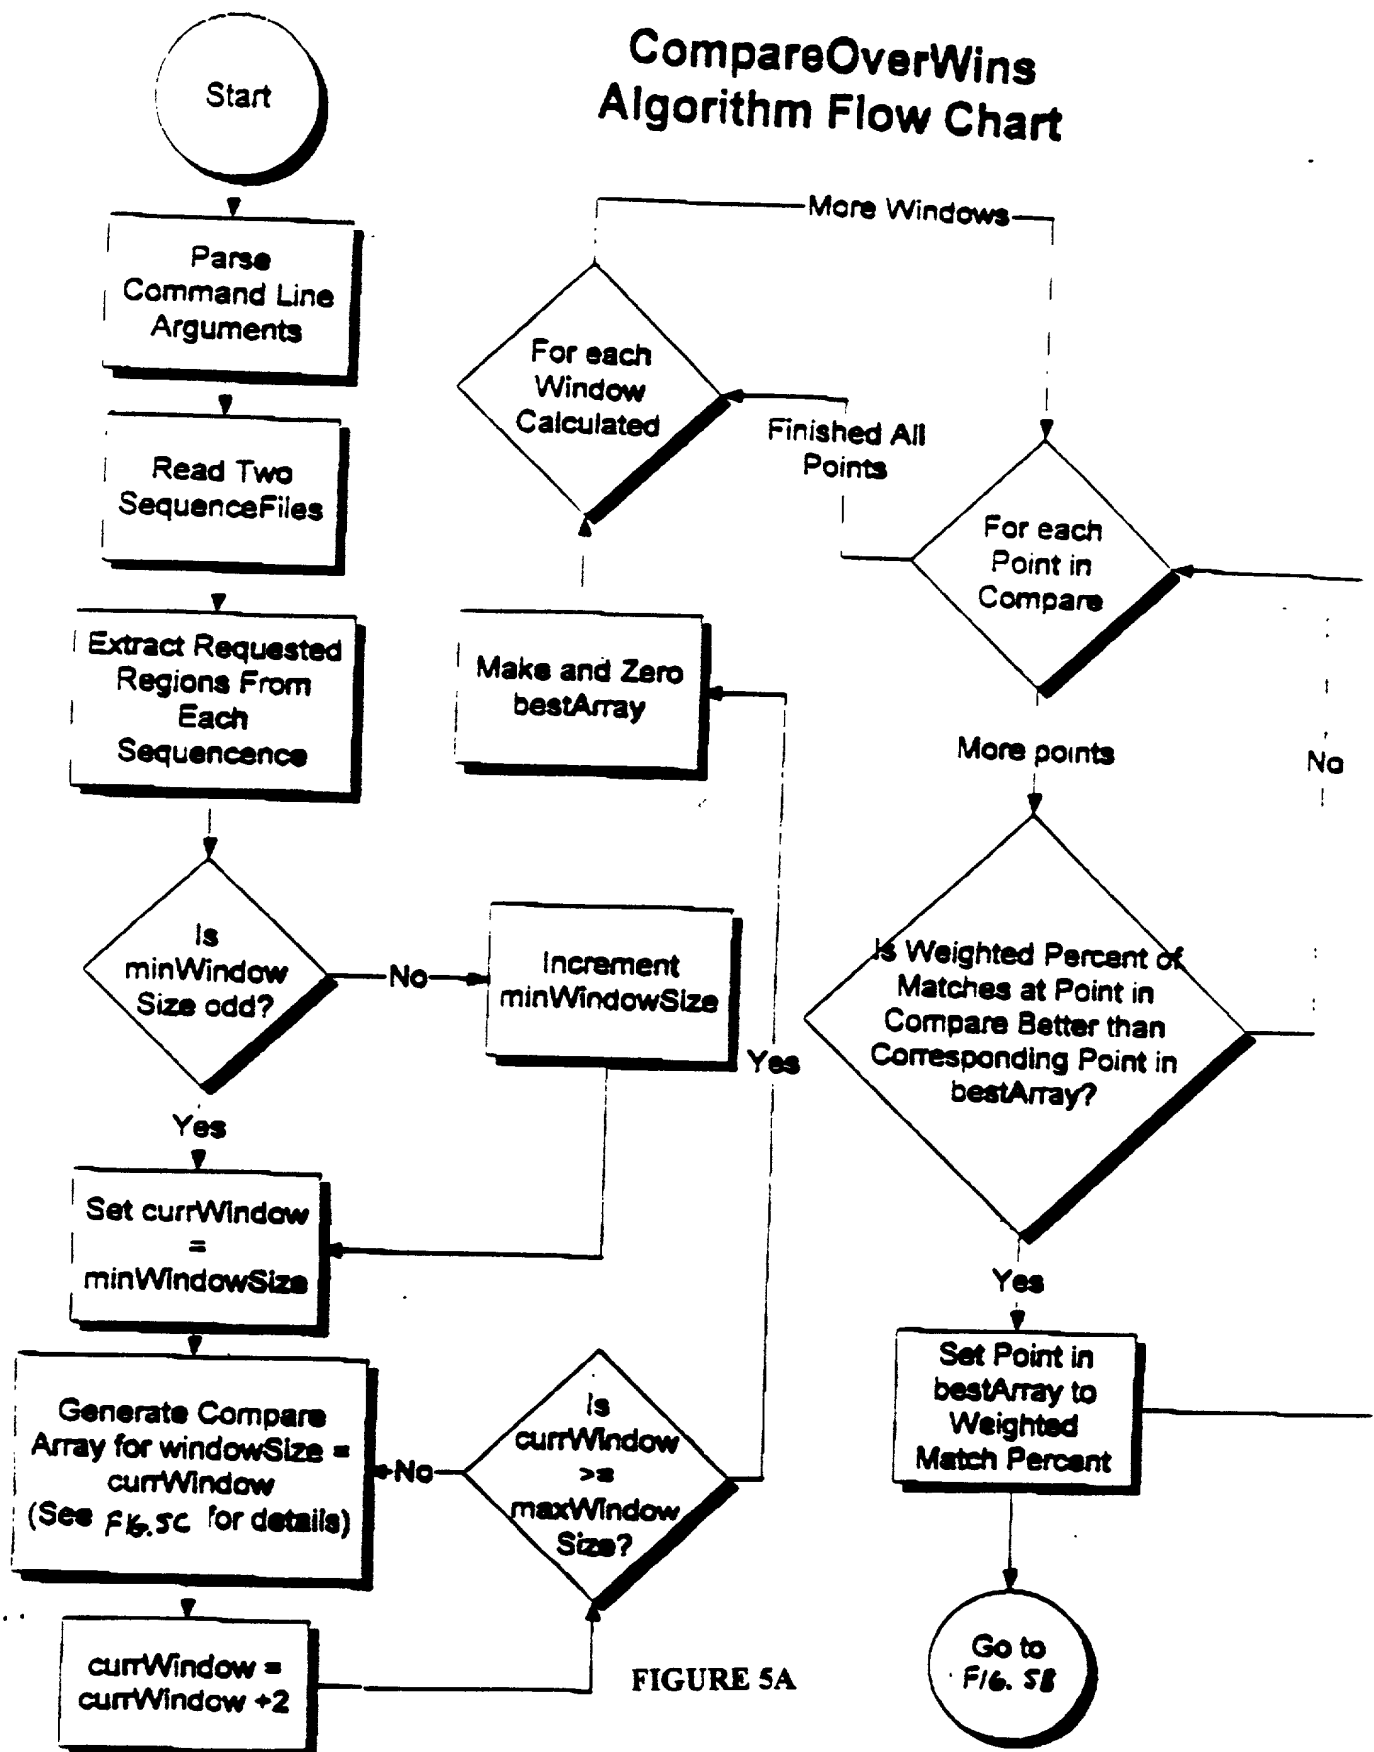 CompareOverWins
Algorithm Flow Chart
Start
Parse
Command Line
Arguments
Read Two
SequenceFiles
Extract Requested
Regions From
Each
Sequencence
Is
minWindow
Size odd?
No
Increment
minWindowSize
Yes
Set currWindow
=
minWindowSize
Generate Compare
Array for windowSize =
currWindow
(See FIG. 5C for details)
currWindow =
currWindow +2
Is
currWindow
>=
maxWindow
Size?
No
Yes
Make and Zero
bestArray
For each
Window
Calculated
More Windows
Finished All
Points
For each
Point in
Compare
More points
No
Is Weighted Percent of
Matches at Point in
Compare Better than
Corresponding Point in
bestArray?
Yes
Set Point in
bestArray to
Weighted
Match Percent
Go to
FIG. 5B
FIGURE 5A